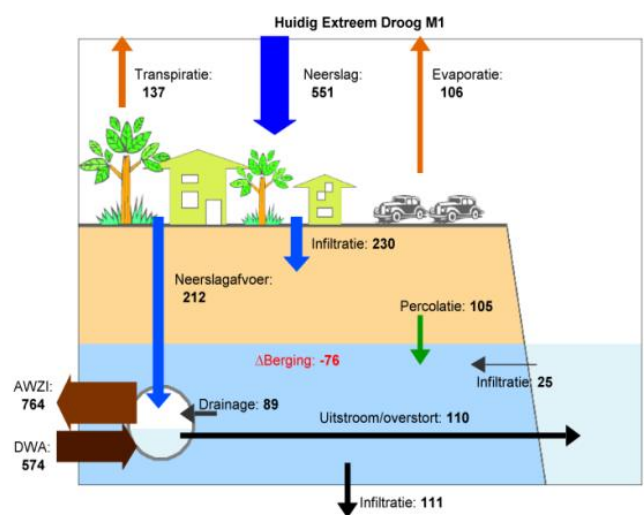 Huidig Extreem Droog M1
Transpiratie:
137
Neerslag:
551
Evaporatie:
106
Infiltratie: 230
Neerslagafvoer:
212
Percolatie: 105
ΔBerging: -76
Infiltratie: 25
AWZI:
764
Drainage: 89
Uitstroom/overstort: 110
DWA:
574
Infiltratie: 111